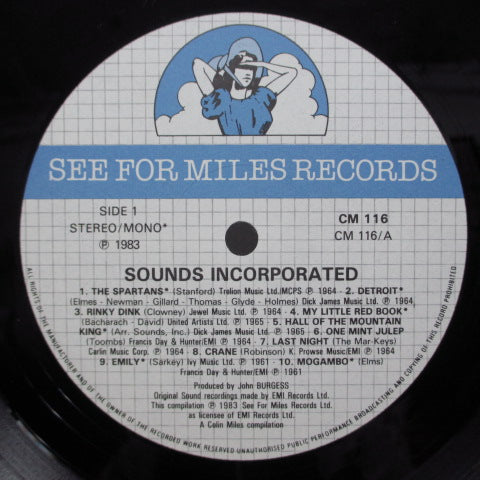 SEE FOR MILES RECORDS
SIDE 1
STEREO/MONO*
℗ 1983
CM 116
CM 116/A
SOUNDS INCORPORATED
1. THE SPARTANS* (Stanford) Trelion Music Ltd./MCPS ℗ 1964 - 2. DETROIT*
(Elmes - Newman - Gillard - Thomas - Glyde - Holmes) Dick James Music Ltd. ℗ 1964
3. RINKY DINK (Clowney) Jewel Music Ltd. ℗ 1964 - 4. MY LITTLE RED BOOK*
(Bacharach - David) United Artists Ltd. ℗ 1965 - 5. HALL OF THE MOUNTAIN
KING* (Arr. Sounds, Inc.) Dick James Music Ltd. ℗ 1965 - 6. ONE MINT JULEP
(Toombs) Francis Day & Hunter/EMI ℗ 1964 - 7. LAST NIGHT (The Mar-Keys)
Carlin Music Corp. ℗ 1964 - 8. CRANE (Robinson) K. Prowse Music/EMI ℗ 1964
9. EMILY* (Sarkey) Ivy Music Ltd. ℗ 1961 - 10. MOGAMBO* (Elms)
Francis Day & Hunter/EMI ℗ 1961
Produced by John BURGESS
Original Sound recordings made by EMI Records Ltd.
This compilation ℗ 1983 See For Miles Records Ltd.
as licensee of EMI Records Ltd.
A Colin Miles compilation
ALL RIGHTS OF THE MANUFACTURER AND OF THE OWNER OF THE RECORDED WORK RESERVED·UNAUTHORISED PUBLIC PERFORMANCE BROADCASTING AND COPYING OF THIS RECORD PROHIBITED